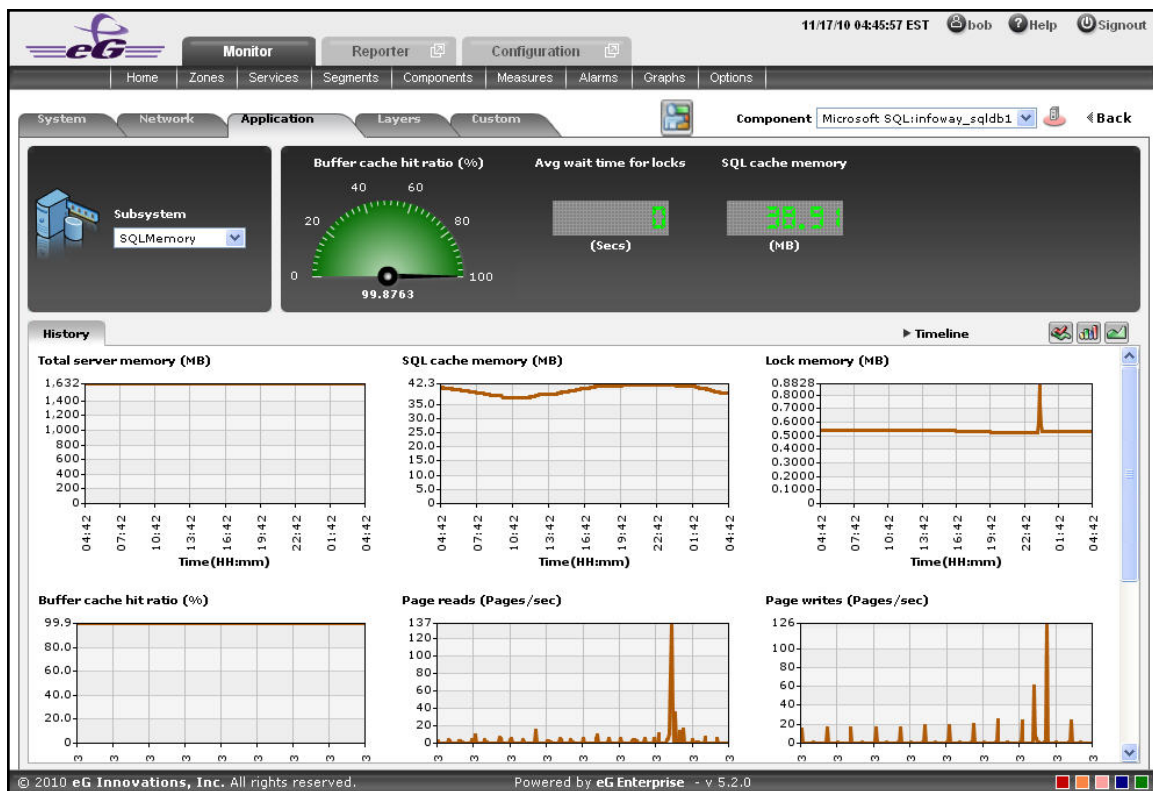 11/17/10 04:45:57 EST bob Help Signout
eG
Monitor Reporter Configuration
Home Zones Services Segments Components Measures Alarms Graphs Options
System Network Application Layers Custom Component Microsoft SQL:infoway_sqldb1 Back
Subsystem
SQLMemory
Buffer cache hit ratio (%)
0 20 40 60 80 100
99.8763
Avg wait time for locks
0
(Secs)
SQL cache memory
38.91
(MB)
History Timeline
Total server memory (MB)
1,632
1,400
1,200
1,000
800
600
400
200
0
04:42 07:42 10:42 13:42 16:42 19:42 22:42 01:42 04:42
Time(HH:mm)
SQL cache memory (MB)
42.3
35.0
30.0
25.0
20.0
15.0
10.0
5.0
0
04:42 07:42 10:42 13:42 16:42 19:42 22:42 01:42 04:42
Time(HH:mm)
Lock memory (MB)
0.8828
0.8000
0.7000
0.6000
0.5000
0.4000
0.3000
0.2000
0.1000
0
04:42 07:42 10:42 13:42 16:42 19:42 22:42 01:42 04:42
Time(HH:mm)
Buffer cache hit ratio (%)
99.9
80.0
60.0
40.0
20.0
0
Page reads (Pages/sec)
137
120
100
80
60
40
20
0
Page writes (Pages/sec)
126
100
80
60
40
20
0
© 2010 eG Innovations, Inc. All rights reserved. Powered by eG Enterprise - v 5.2.0